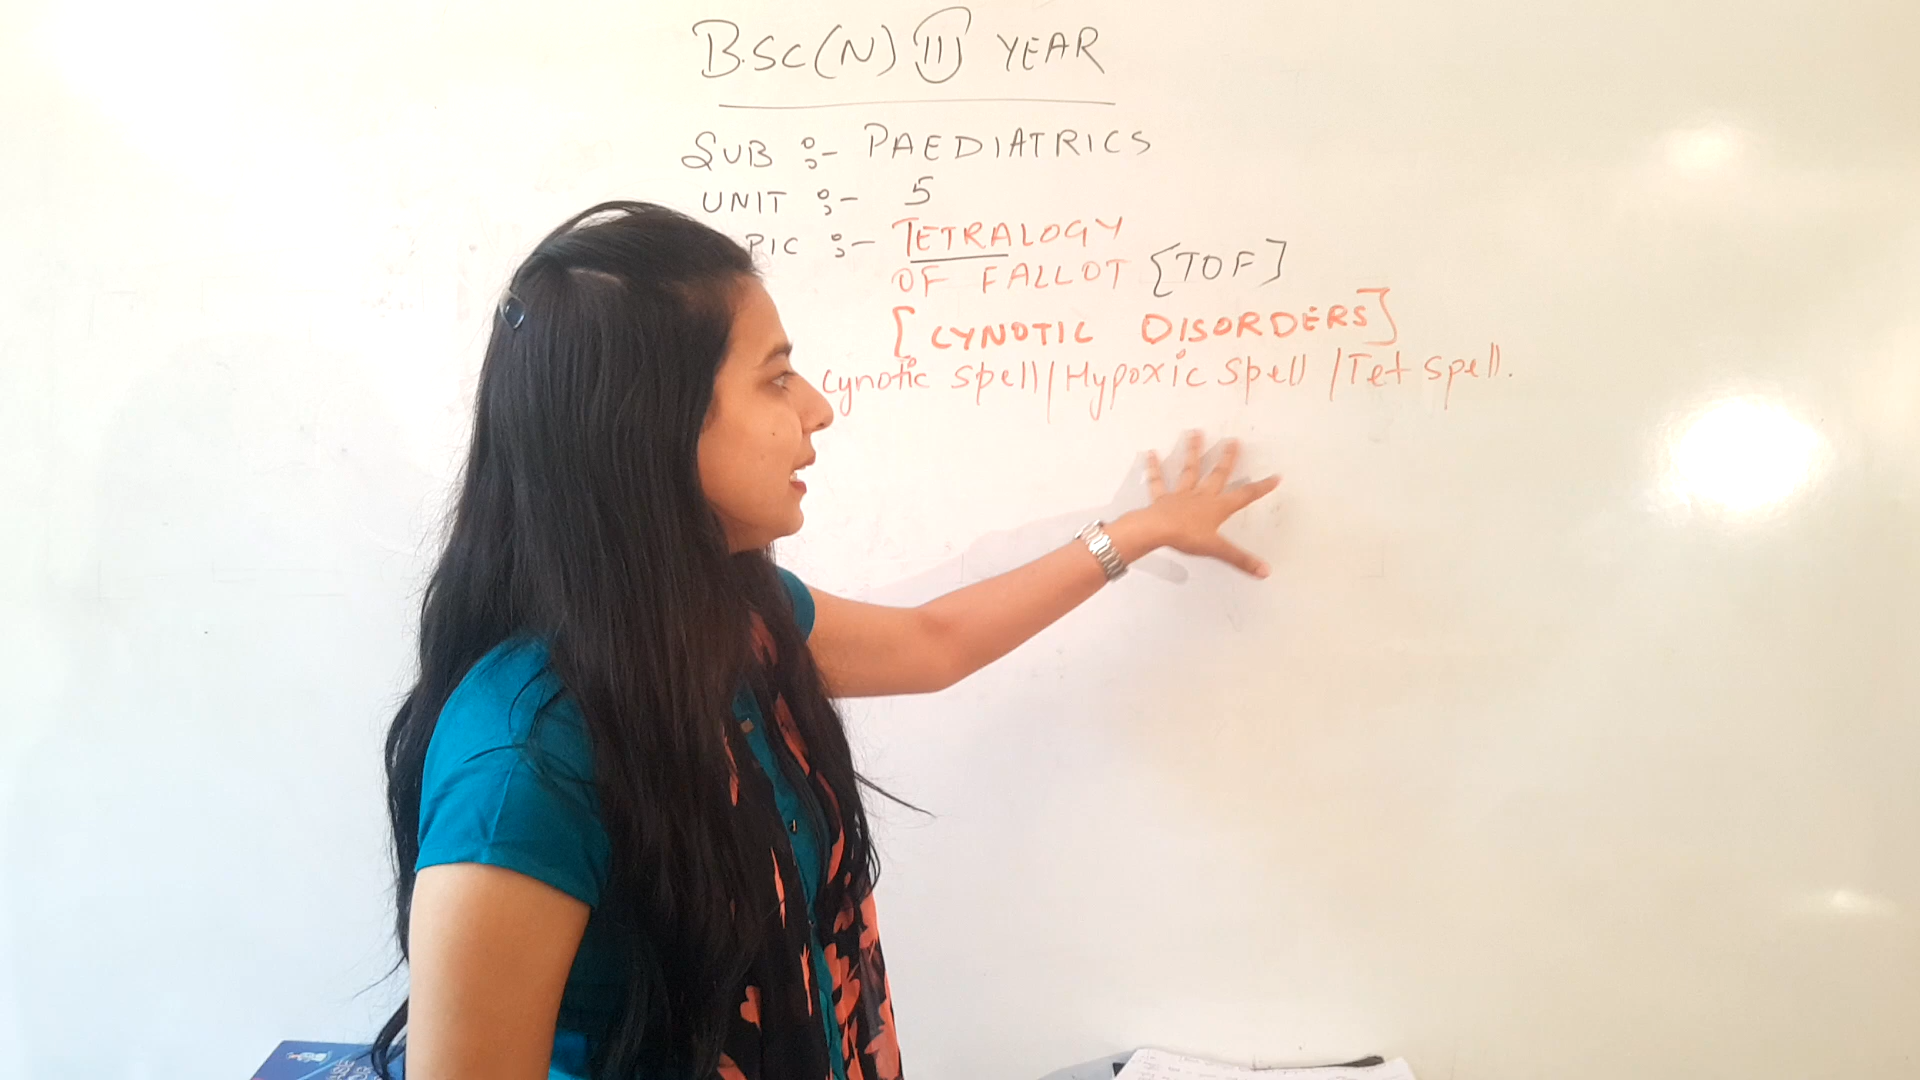 B.SC(N) III YEAR
SUB :- PAEDIATRICS
UNIT :- 5
PIC :- TETRALOGY
OF FALLOT [TOF]
[CYNOTIC DISORDERS]
Cynotic Spell/Hypoxic Spell/Tet Spell.